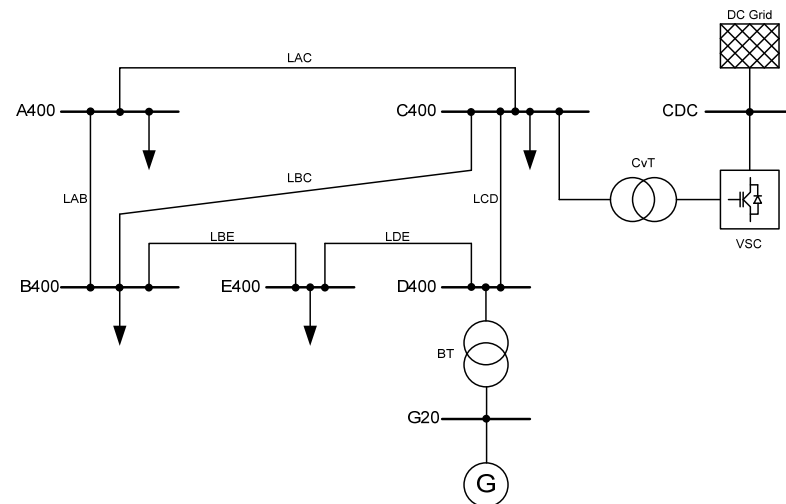 DC Grid
LAC
A400
C400
CDC
CvT
LBC
LAB
LCD
VSC
LBE
LDE
B400
E400
D400
BT
G20
G